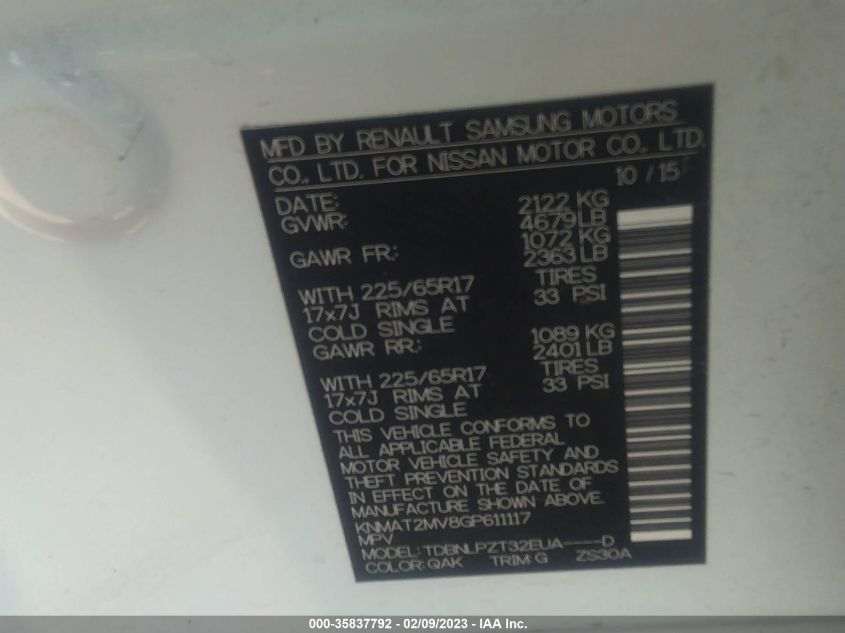 MFD BY RENAULT SAMSUNG MOTORS
CO., LTD. FOR NISSAN MOTOR CO., LTD.
DATE: 10 / 15
GVWR: 2122 KG
4679 LB
GAWR FR: 1072 KG
2363 LB
WITH 225/65R17 TIRES
17x7J RIMS AT 33 PSI
COLD SINGLE
GAWR RR: 1089 KG
2401 LB
WITH 225/65R17 TIRES
17x7J RIMS AT 33 PSI
COLD SINGLE
THIS VEHICLE CONFORMS TO
ALL APPLICABLE FEDERAL
MOTOR VEHICLE SAFETY AND
THEFT PREVENTION STANDARDS
IN EFFECT ON THE DATE OF
MANUFACTURE SHOWN ABOVE.
KNMAT2MV8GP611117
MPV
MODEL: TDBNLPZT32EUA----D
COLOR: QAK TRIM: G ZS30A
000-35837792 - 02/09/2023 - Copyright © IAA Inc.